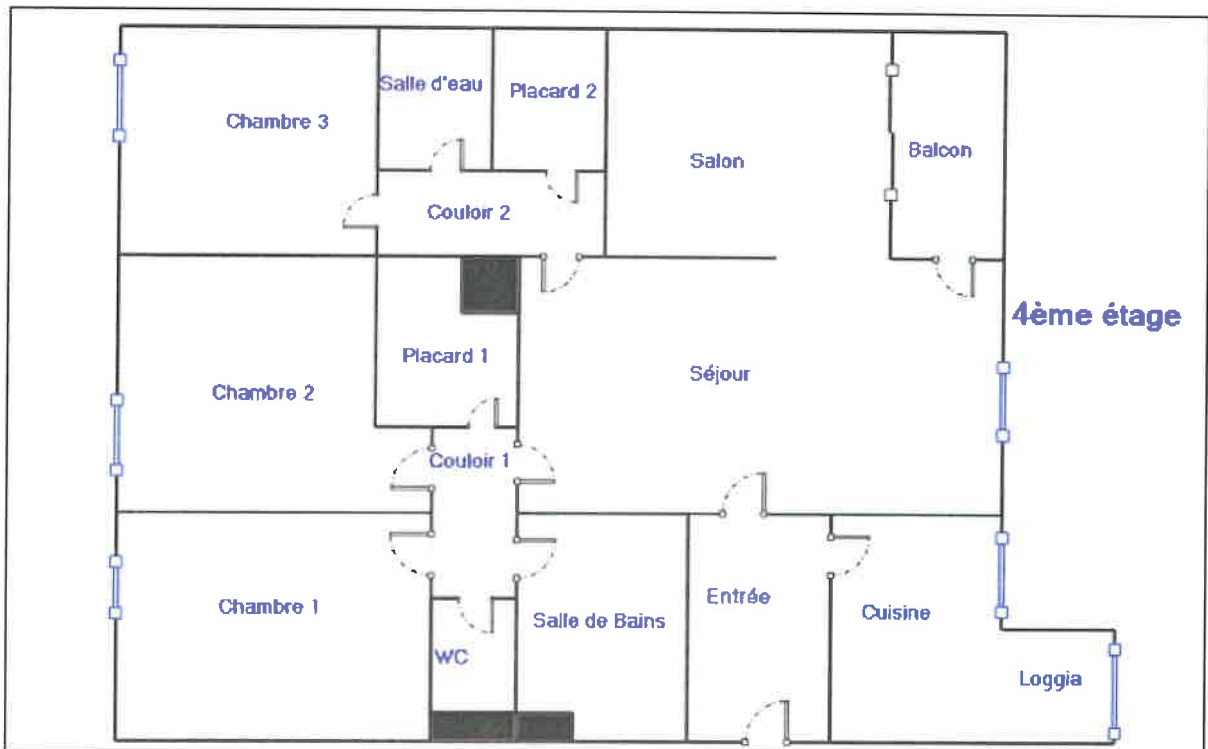 Salle d'eau
Placard 2
Chambre 3
Salon
Balcon
Couloir 2
4ème étage
Placard 1
Séjour
Chambre 2
Couloir 1
Chambre 1
Entrée
Cuisine
Salle de Bains
WC
Loggia